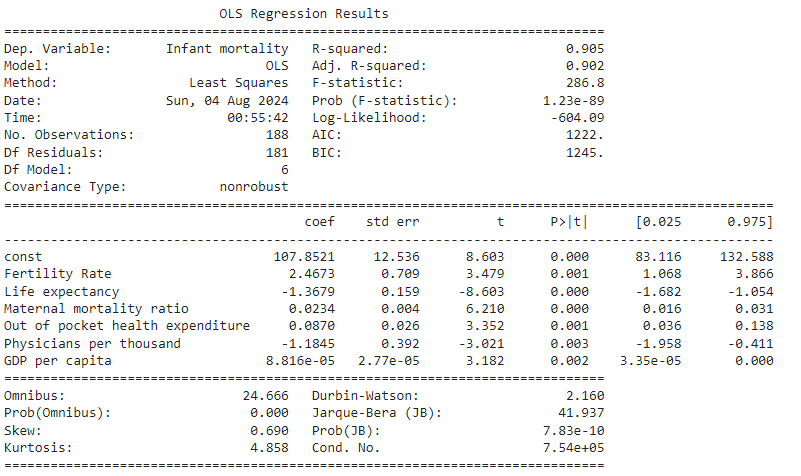 OLS Regression Results
==============================================================================
Dep. Variable:       Infant mortality   R-squared:                       0.905
Model:                            OLS   Adj. R-squared:                  0.902
Method:                 Least Squares   F-statistic:                     286.8
Date:                Sun, 04 Aug 2024   Prob (F-statistic):           1.23e-89
Time:                        00:55:42   Log-Likelihood:                -604.09
No. Observations:                 188   AIC:                             1222.
Df Residuals:                     181   BIC:                             1245.
Df Model:                           6
Covariance Type:            nonrobust
====================================================================================================
                                       coef    std err          t      P>|t|      [0.025      0.975]
----------------------------------------------------------------------------------------------------
const                              107.8521     12.536      8.603      0.000      83.116     132.588
Fertility Rate                       2.4673      0.709      3.479      0.001       1.068       3.866
Life expectancy                     -1.3679      0.159     -8.603      0.000      -1.682      -1.054
Maternal mortality ratio             0.0234      0.004      6.210      0.000       0.016       0.031
Out of pocket health expenditure     0.0870      0.026      3.352      0.001       0.036       0.138
Physicians per thousand             -1.1845      0.392     -3.021      0.003      -1.958      -0.411
GDP per capita                    8.816e-05   2.77e-05      3.182      0.002    3.35e-05       0.000
==============================================================================
Omnibus:                       24.666   Durbin-Watson:                   2.160
Prob(Omnibus):                  0.000   Jarque-Bera (JB):               41.937
Skew:                           0.690   Prob(JB):                     7.83e-10
Kurtosis:                       4.858   Cond. No.                     7.54e+05
==============================================================================